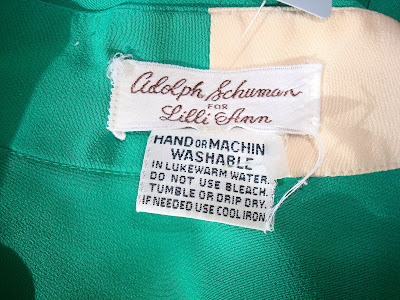 Adolph Schuman
FOR
Lilli Ann
HAND OR MACHIN
WASHABLE
IN LUKEWARM WATER.
DO NOT USE BLEACH.
TUMBLE OR DRIP DRY.
IF NEEDED USE COOL IRON